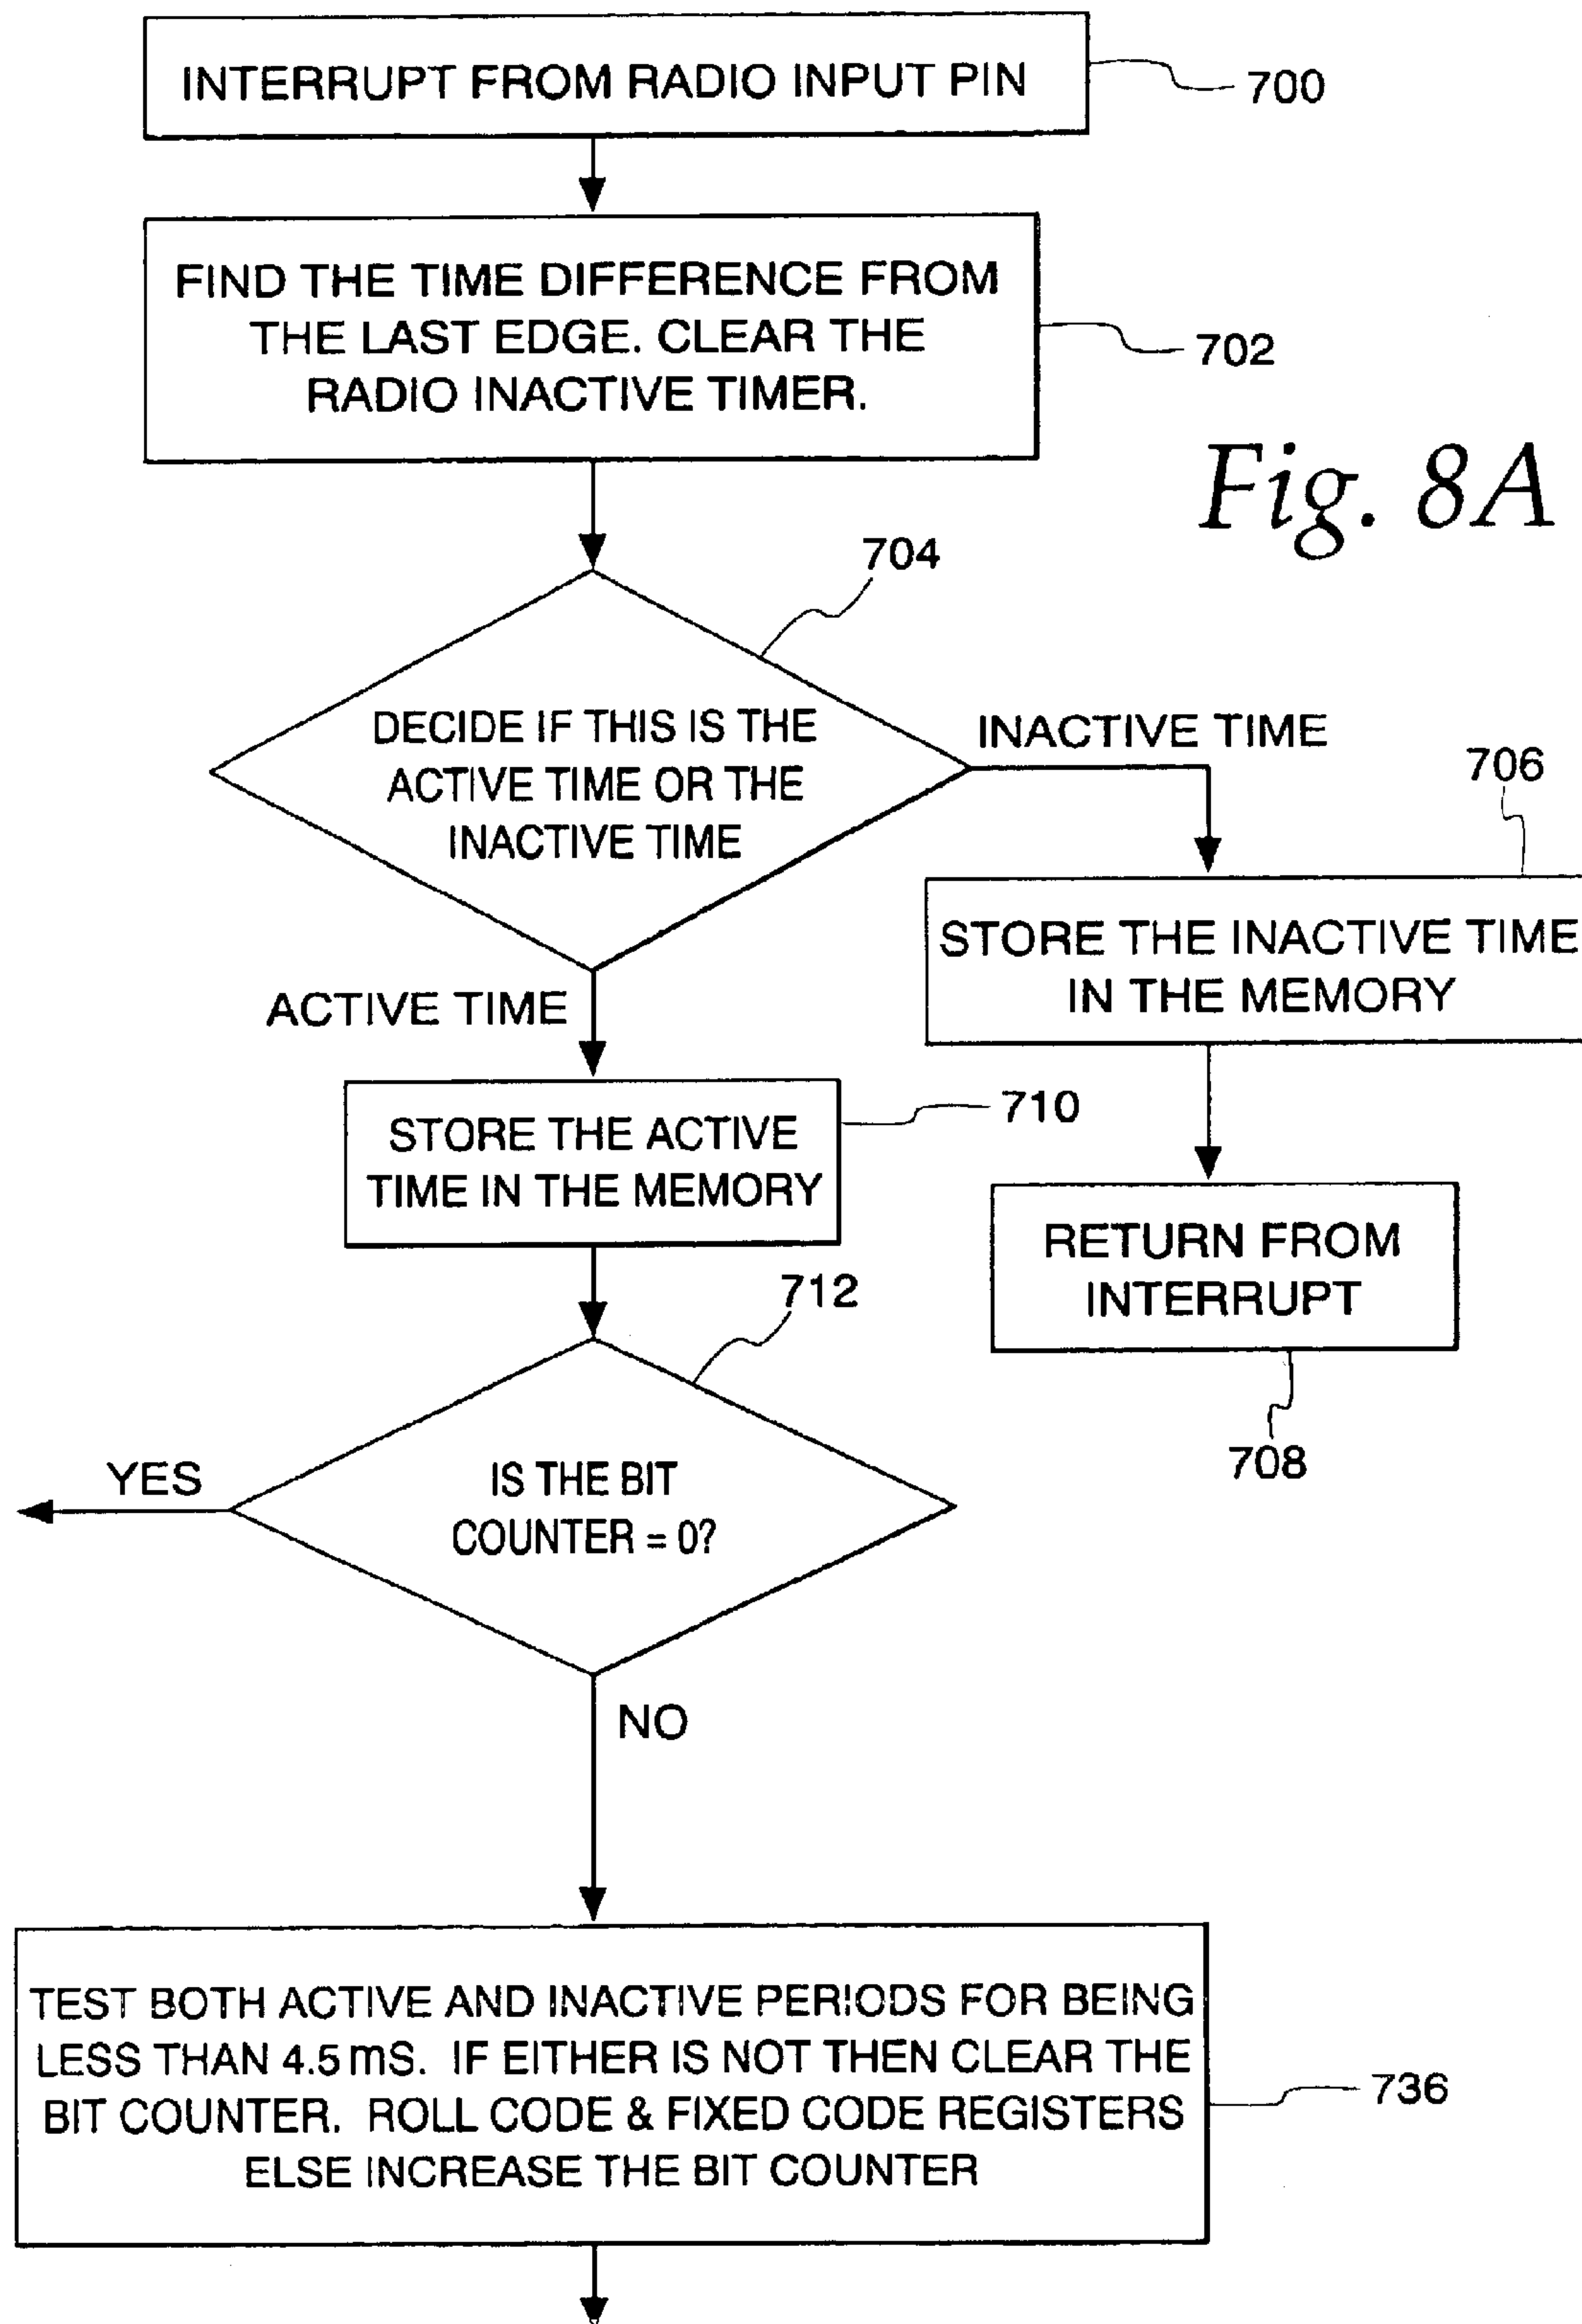 INTERRUPT FROM RADIO INPUT PIN
700
FIND THE TIME DIFFERENCE FROM
THE LAST EDGE. CLEAR THE
RADIO INACTIVE TIMER.
702
Fig. 8A
704
DECIDE IF THIS IS THE
ACTIVE TIME OR THE
INACTIVE TIME
INACTIVE TIME
706
STORE THE INACTIVE TIME
IN THE MEMORY
ACTIVE TIME
710
STORE THE ACTIVE
TIME IN THE MEMORY
RETURN FROM
INTERRUPT
708
712
IS THE BIT
COUNTER = 0?
YES
NO
TEST BOTH ACTIVE AND INACTIVE PERIODS FOR BEING
LESS THAN 4.5 mS. IF EITHER IS NOT THEN CLEAR THE
BIT COUNTER. ROLL CODE & FIXED CODE REGISTERS
ELSE INCREASE THE BIT COUNTER
736